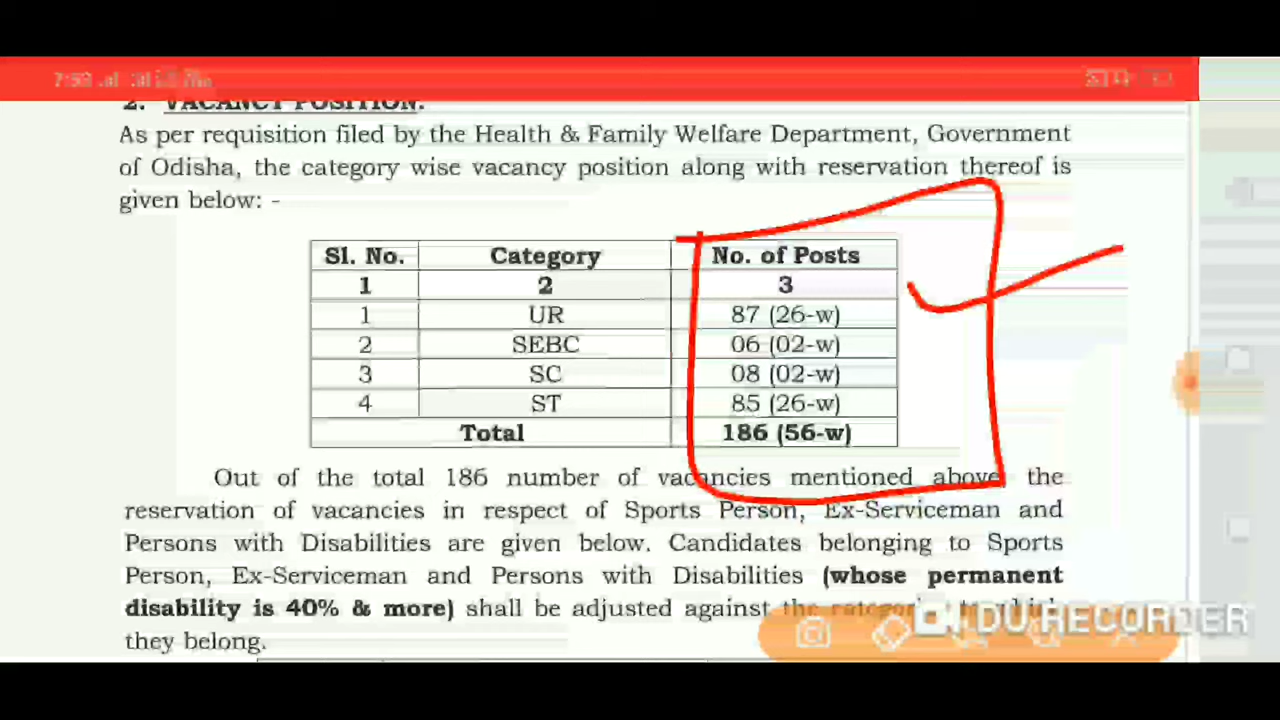 2. VACANCY POSITION.
As per requisition filed by the Health & Family Welfare Department, Government
of Odisha, the category wise vacancy position along with reservation thereof is
given below: -
Sl. No. Category No. of Posts
1 2 3
1 UR 87 (26-w)
2 SEBC 06 (02-w)
3 SC 08 (02-w)
4 ST 85 (26-w)
Total 186 (56-w)
Out of the total 186 number of vacancies mentioned above the
reservation of vacancies in respect of Sports Person, Ex-Serviceman and
Persons with Disabilities are given below. Candidates belonging to Sports
Person, Ex-Serviceman and Persons with Disabilities (whose permanent
disability is 40% & more) shall be adjusted against the
they belong.
DU RECORDER